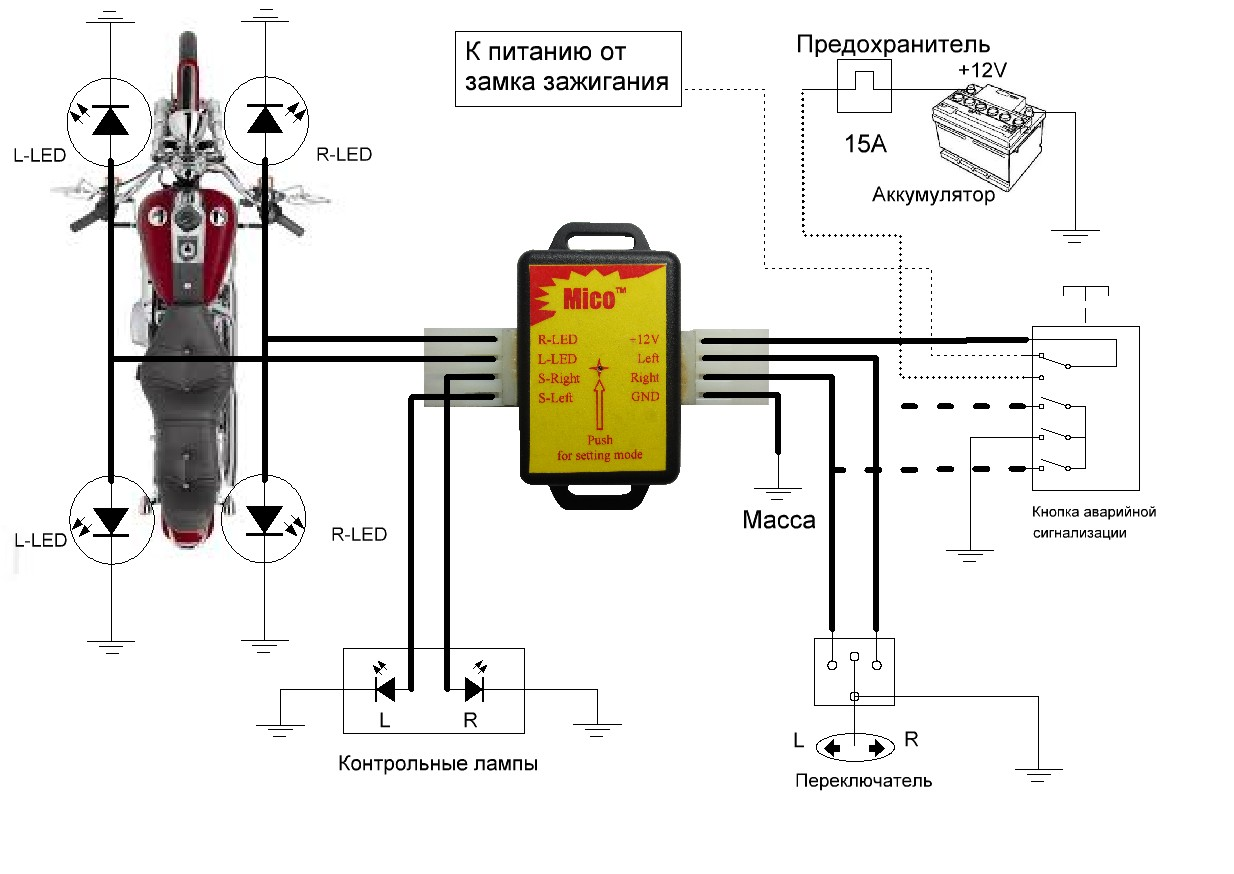 К питанию от
замка зажигания
Предохранитель
+12V
15A
Аккумулятор
L-LED
R-LED
Mico™
R-LED
L-LED
S-Right
S-Left
+12V
Left
Right
GND
Push
for setting mode
Масса
Кнопка аварийной
сигнализации
L-LED
R-LED
L
R
Контрольные лампы
L
R
Переключатель